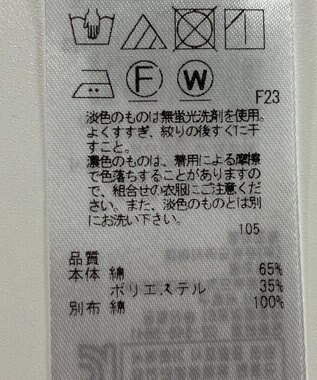 F W
F23
淡色のものは無蛍光洗剤を使用。
よくすすぎ、絞りの後すぐに干
すこと。
濃色のものは、着用による摩擦
で色落ちすることがありますの
で、組合せの衣服にご注意くだ
さい。また、淡色のものとは別
にお洗い下さい。
105
品質
本体 綿 65%
ポリエステル 35%
別布 綿 100%